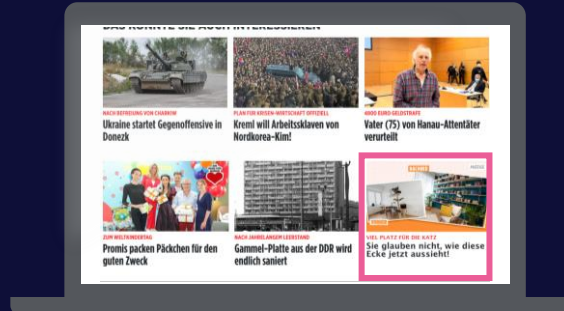 DAS KÖNNTE SIE AUCH INTERESSIEREN
NACH BEFREIUNG VON CHARKIW
Ukraine startet Gegenoffensive in
Donezk
PLAN FÜR KRISEN-WIRTSCHAFT OFFIZIELL
Kreml will Arbeitsklaven von
Nordkorea-Kim!
4800 EURO GELDSTRAFE
Vater (75) von Hanau-Attentäter
verurteilt
ZUM WELTKINDERTAG
Promis packen Päckchen für den
guten Zweck
NACH JAHRELANGEM LEERSTAND
Gammel-Platte aus der DDR wird
endlich saniert
VIEL PLATZ FÜR DIE KATZ
Sie glauben nicht, wie diese
Ecke jetzt aussieht!